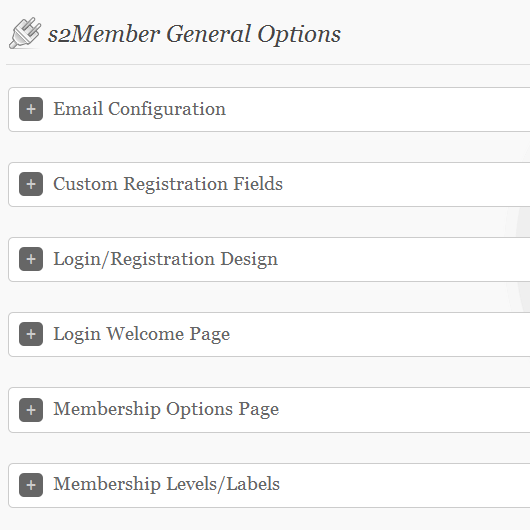 s2Member General Options
+ Email Configuration
+ Custom Registration Fields
+ Login/Registration Design
+ Login Welcome Page
+ Membership Options Page
+ Membership Levels/Labels